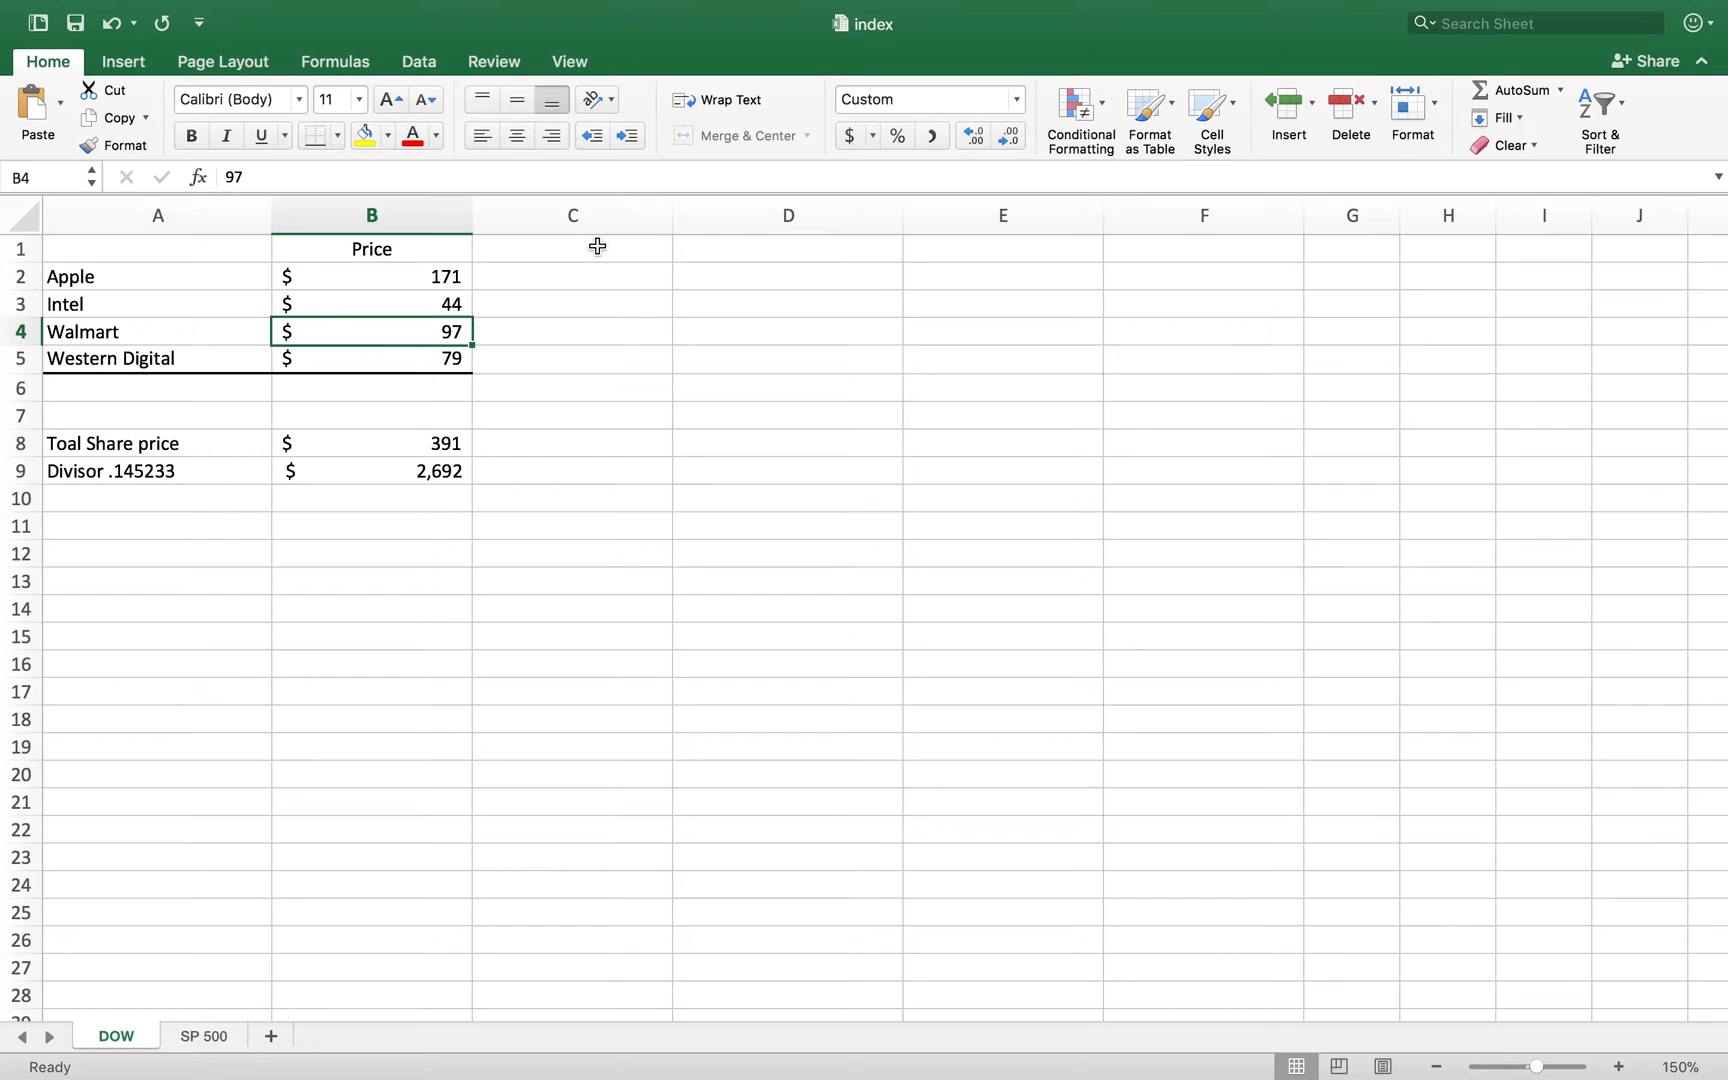 index
Search Sheet
Home Insert Page Layout Formulas Data Review View Share
Paste Cut Copy Format
Calibri (Body) 11 A A
B I U A
Wrap Text
Merge & Center
Custom
$ % .0 .00
Conditional Formatting
Format as Table
Cell Styles
Insert Delete Format
AutoSum
Fill
Clear
Sort & Filter
B4 fx 97
A B C D E F G H I J
1 Price
2 Apple $ 171
3 Intel $ 44
4 Walmart $ 97
5 Western Digital $ 79
6
7
8 Toal Share price $ 391
9 Divisor .145233 $ 2,692
10
11
12
13
14
15
16
17
18
19
20
21
22
23
24
25
26
27
28
DOW SP 500 +
Ready 150%